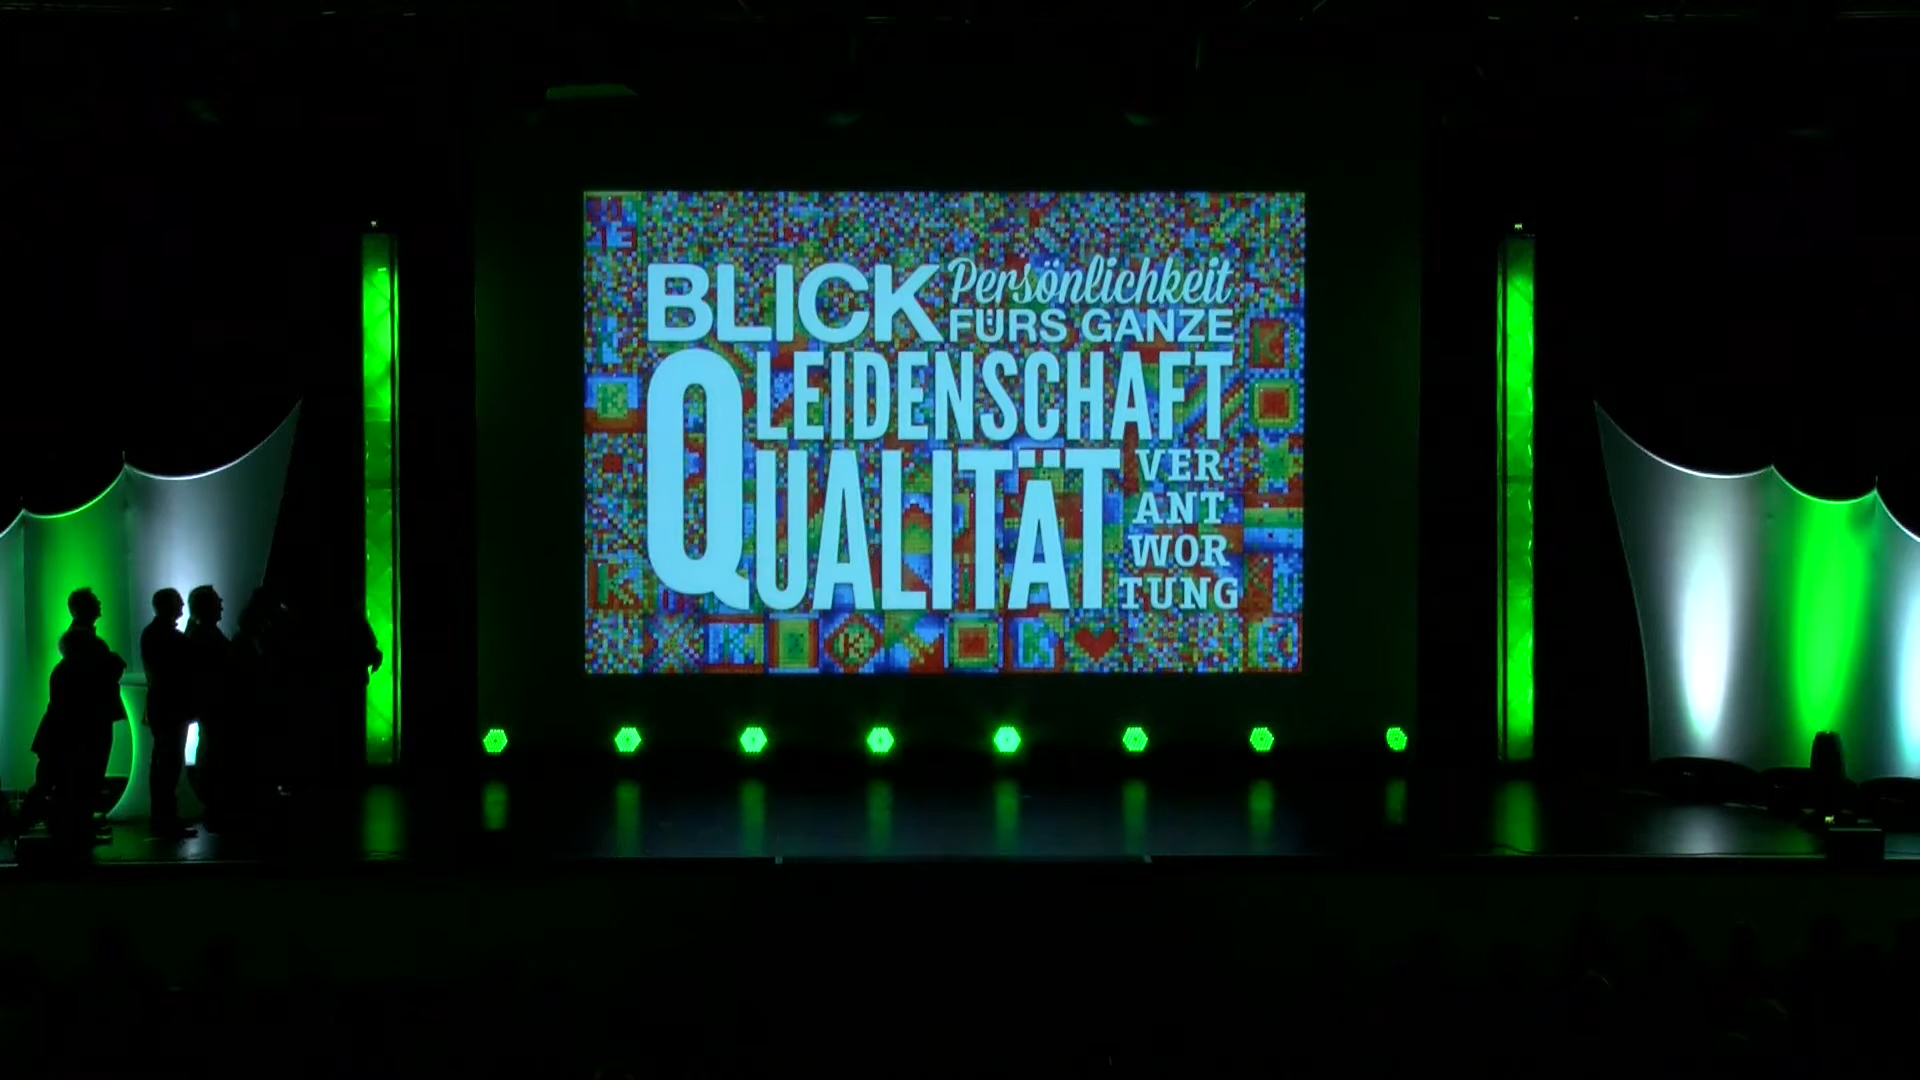 BLICK Persönlichkeit
FÜRS GANZE
LEIDENSCHAFT
QUALITÄT
VER
ANT
WOR
TUNG